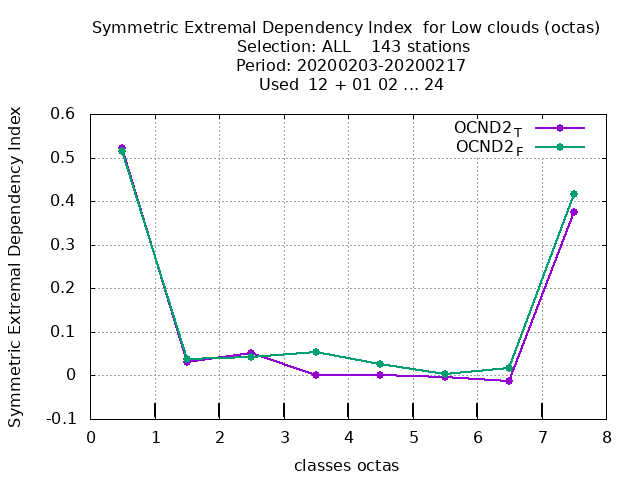 Symmetric Extremal Dependency Index  for Low clouds (octas)
Selection: ALL    143 stations
Period: 20200203-20200217
Used  12 + 01 02 ... 24
Symmetric Extremal Dependency Index
0.6
0.5
0.4
0.3
0.2
0.1
0
-0.1
OCND2T
OCND2F
0 1 2 3 4 5 6 7 8
classes octas